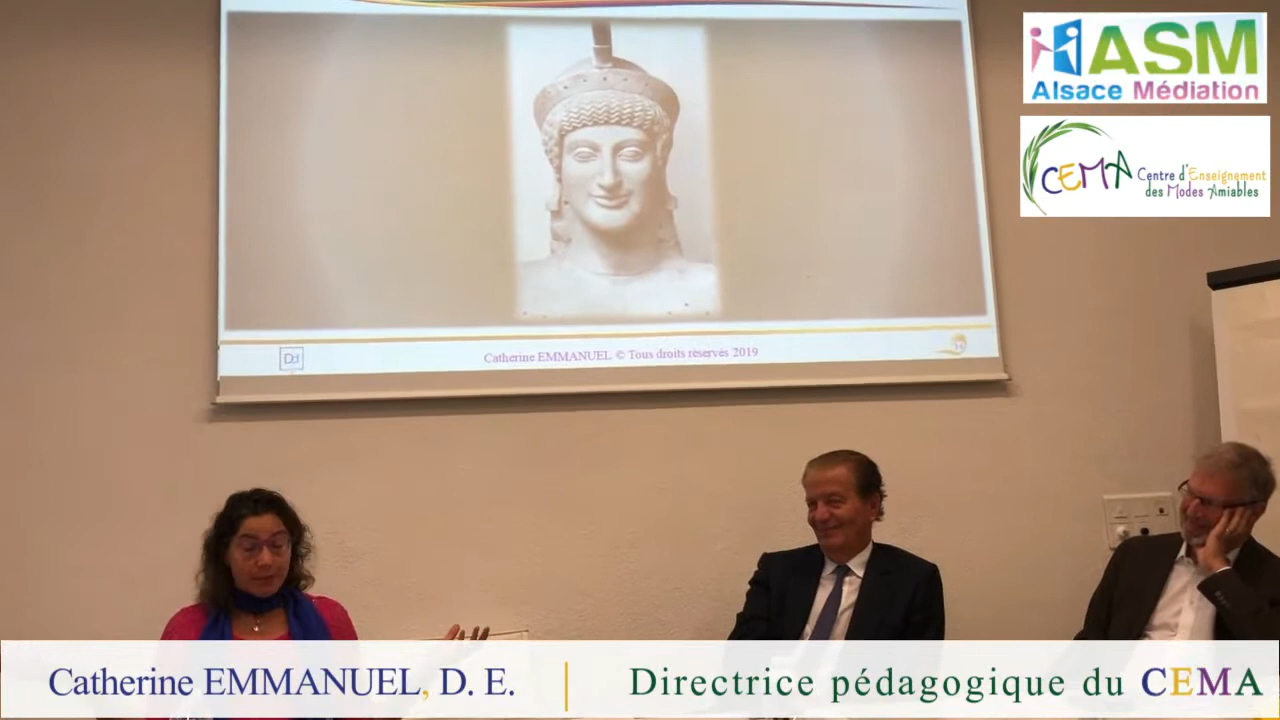 ASM
Alsace Médiation
CEMA Centre d'Enseignement
des Modes Amiables
Dd
Catherine EMMANUEL © Tous droits réservés 2019
Catherine EMMANUEL, D. E. | Directrice pédagogique du CEMA